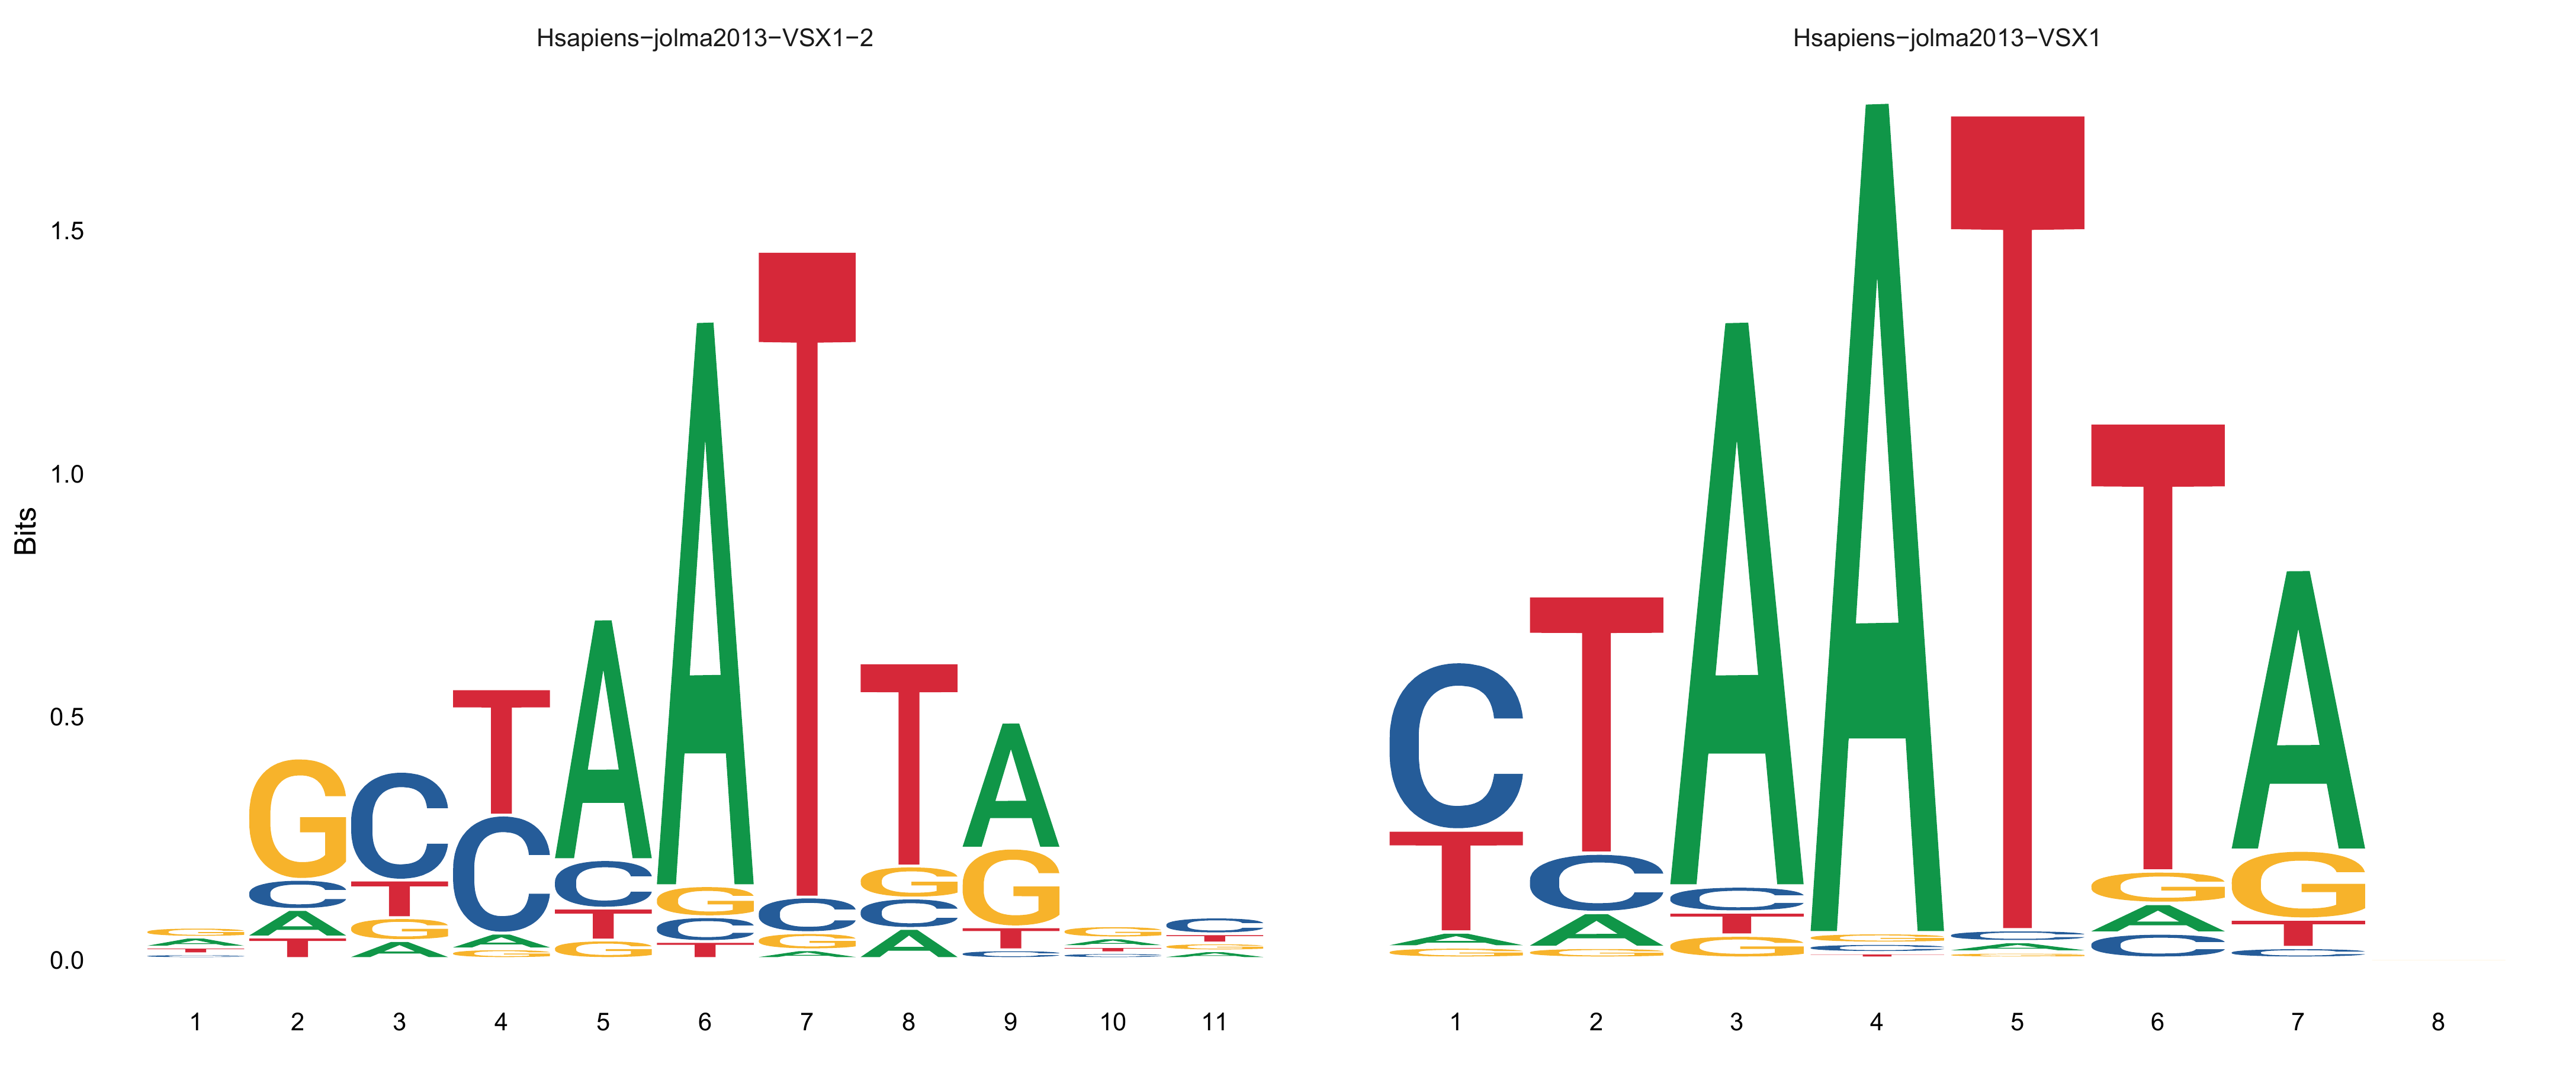 Hsapiens−jolma2013−VSX1−2
Hsapiens−jolma2013−VSX1
Bits
1.5
1.0
0.5
0.0
1 2 3 4 5 6 7 8 9 10 11
1 2 3 4 5 6 7 8
G C T A A T T A G C
A C T C C G C G G A T
T A G A T C G C T T G
C T A G G T A A C C A
C T A A T T A
T C C G C G G
A A T C A A T
G G G T G C C